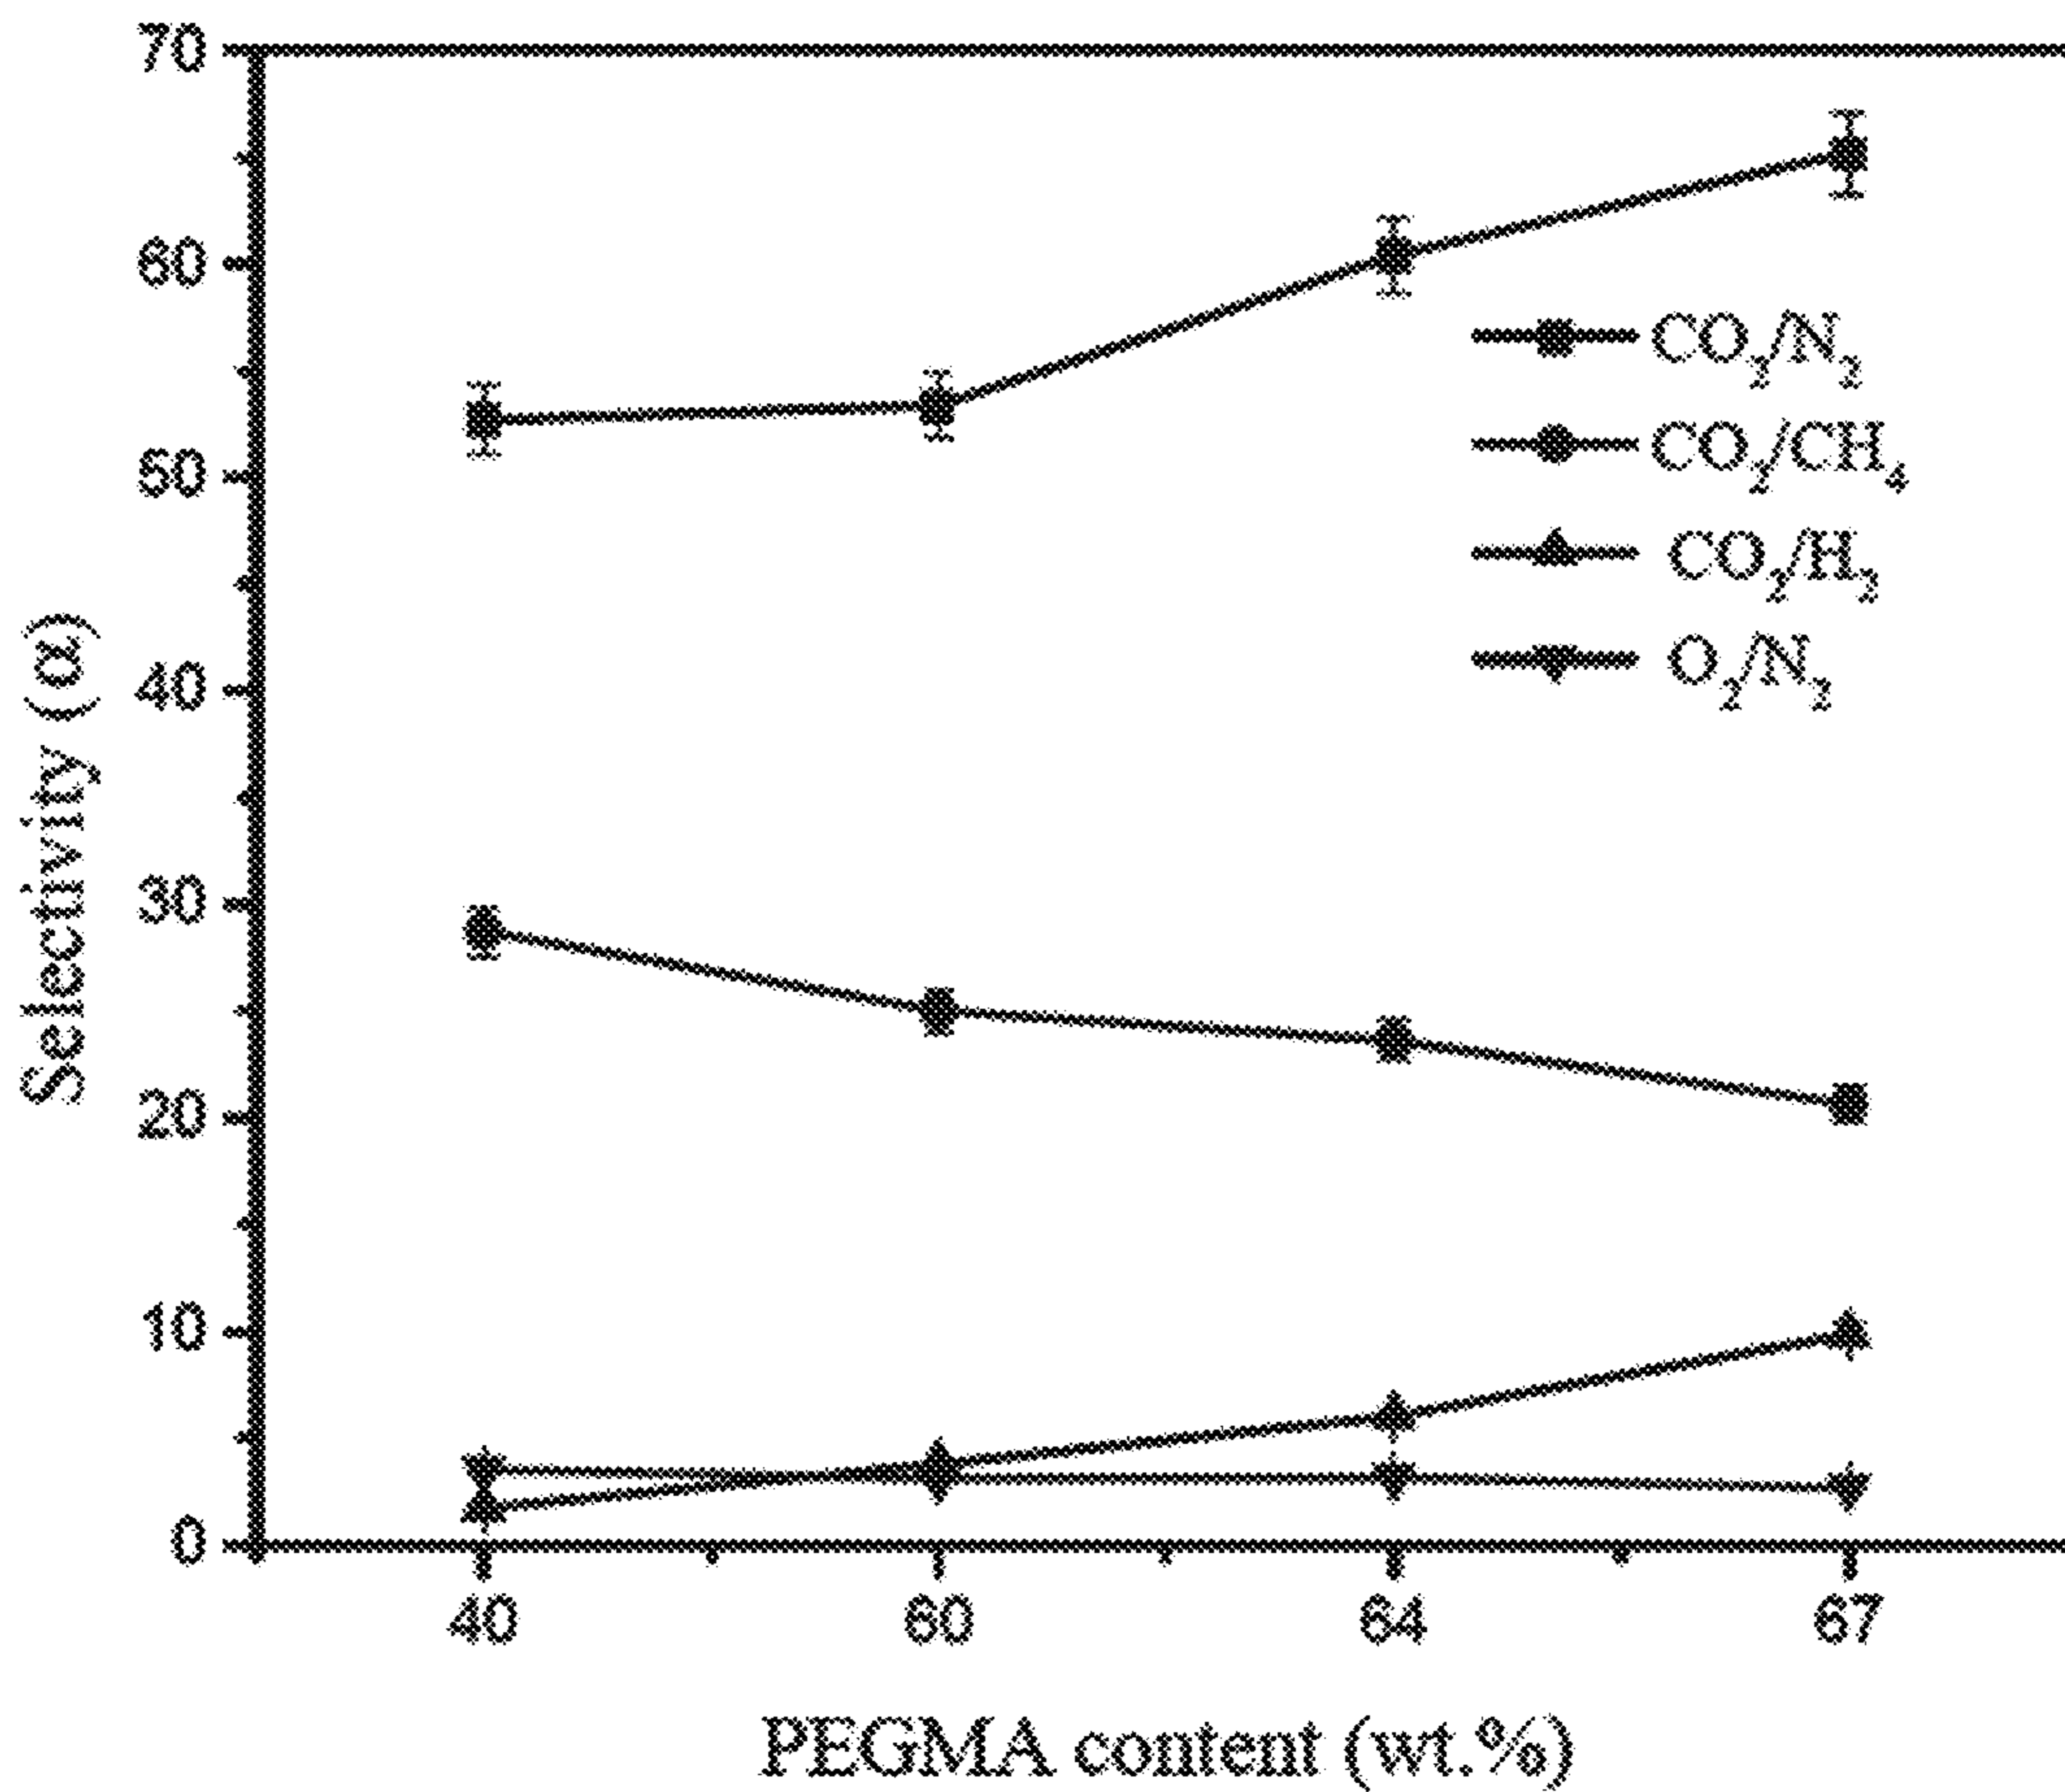 70
60
50
40
30
20
10
0
Selectivity (α)
CO₂/N₂
CO₂/CH₄
CO₂/H₂
O₂/N₂
40 60 64 67
PEGMA content (wt.%)